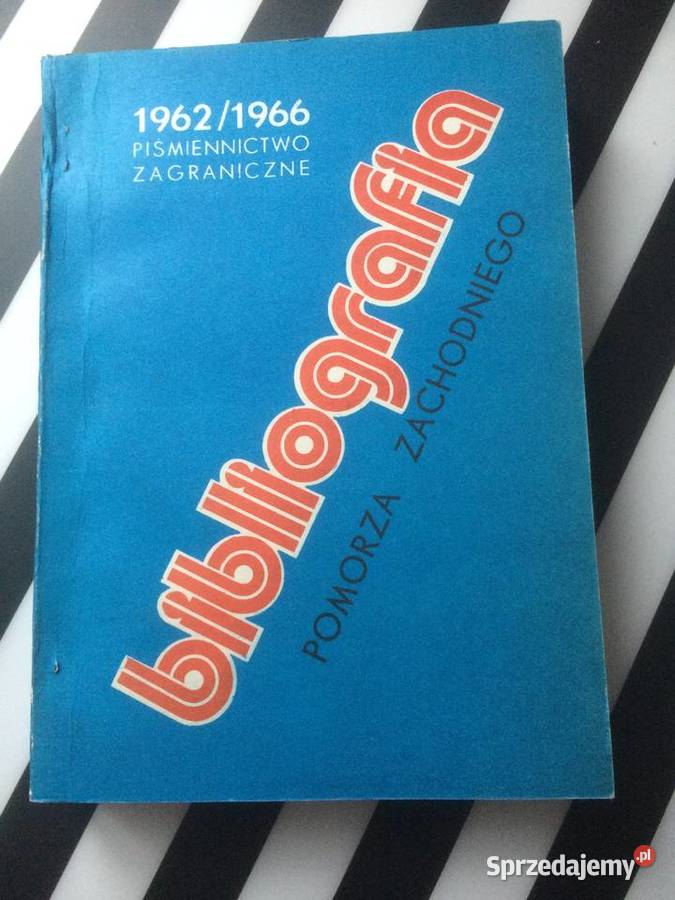 1962/1966
PIŚMIENNICTWO
ZAGRANICZNE
bibliografia
POMORZA ZACHODNIEGO
Sprzedajemy.pl